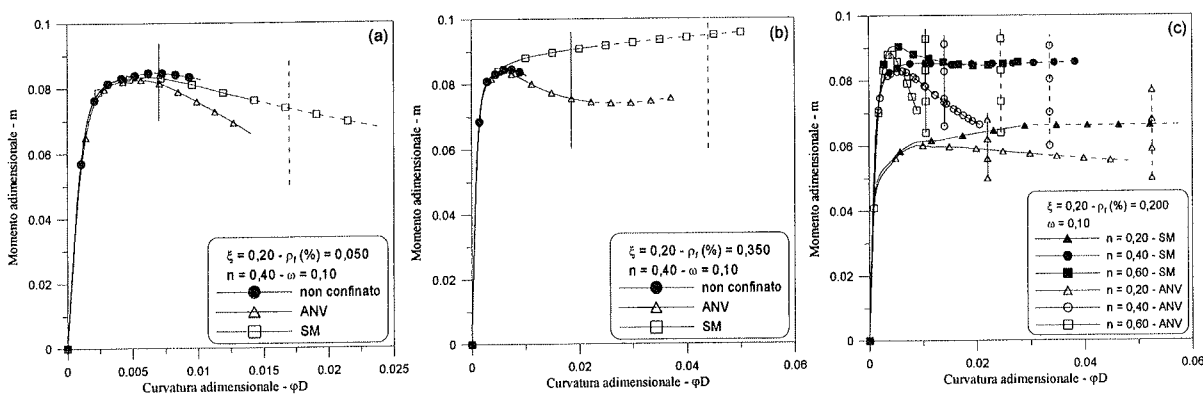 (a)
Momento adimensionale - m
0.1
0.08
0.06
0.04
0.02
0
ξ = 0,20 - ρf (%) = 0,050
n = 0,40 - ω = 0,10
non confinato
ANV
SM
0 0.005 0.01 0.015 0.02 0.025
Curvatura adimensionale - φD
(b)
Momento adimensionale - m
0.1
0.08
0.06
0.04
0.02
0
ξ = 0,20 - ρf (%) = 0,350
n = 0,40 - ω = 0,10
non confinato
ANV
SM
0 0.02 0.04 0.06
Curvatura adimensionale - φD
(c)
Momento adimensionale - m
0.1
0.08
0.06
0.04
0.02
0
ξ = 0,20 - ρf (%) = 0,200
ω = 0,10
n = 0,20 - SM
n = 0,40 - SM
n = 0,60 - SM
n = 0,20 - ANV
n = 0,40 - ANV
n = 0,60 - ANV
0 0.02 0.04 0.06
Curvatura adimensionale - φD